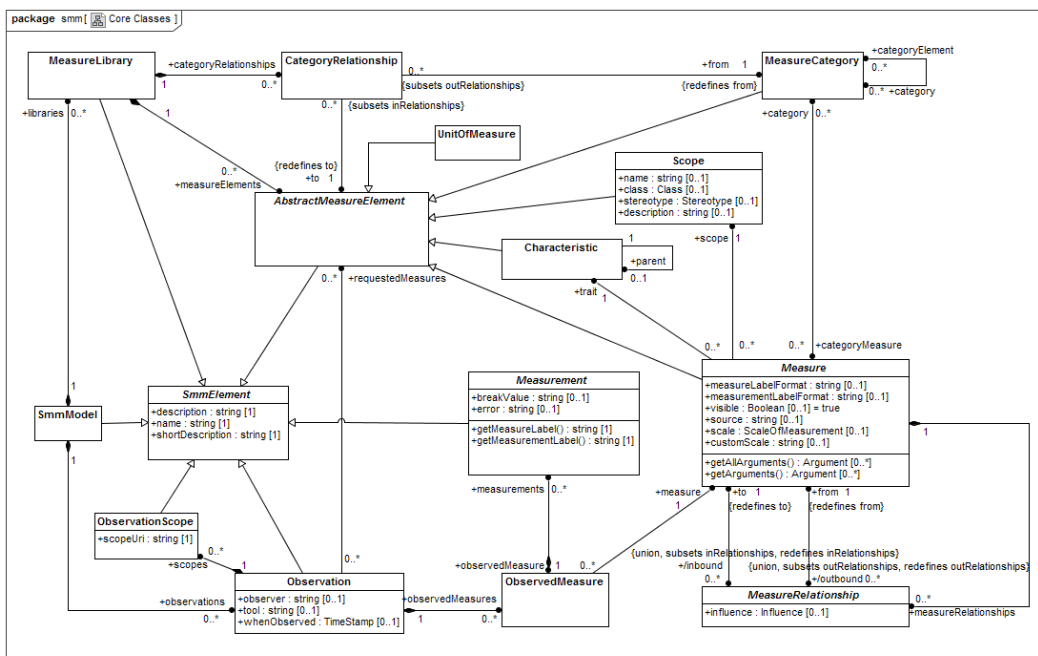 package smm[ Core Classes ]
MeasureLibrary
+categoryRelationships
1
0..*
CategoryRelationship
0..*
{subsets outRelationships}
+from 1
{redefines from}
MeasureCategory
+categoryElement
0..*
0..* +category
+libraries 0..*
1
{subsets inRelationships}
0..*
+category 0..*
UnitOfMeasure
Scope
+name : string [0..1]
+class : Class [0..1]
+stereotype : Stereotype [0..1]
+description : string [0..1]
0..*
+measureElements
{redefines to}
+to 1
AbstractMeasureElement
+scope 1
Characteristic
1
+parent
0..1
0..* +requestedMeasures
+trait 1
0..*
0..*
0..* +categoryMeasure
1
SmmModel
1
SmmElement
+description : string [1]
+name : string [1]
+shortDescription : string [1]
Measurement
+breakValue : string [0..1]
+error : string [0..1]
+getMeasureLabel() : string [1]
+getMeasurementLabel() : string [1]
Measure
+measureLabelFormat : string [0..1]
+measurementLabelFormat : string [0..1]
+visible : Boolean [0..1] = true
+source : string [0..1]
+scale : ScaleOfMeasurement [0..1]
+customScale : string [0..1]
+getAllArguments() : Argument [0..*]
+getArguments() : Argument [0..*]
1
+measurements 0..*
+measure
1
+to 1
{redefines to}
+from 1
{redefines from}
ObservationScope
+scopeUri : string [1]
0..*
+scopes
1
0..*
+observedMeasure 1
0..*
{union, subsets inRelationships, redefines inRelationships}
+/inbound
0..*
{union, subsets outRelationships, redefines outRelationships}
+/outbound 0..*
+observations
0..*
Observation
+observer : string [0..1]
+tool : string [0..1]
+whenObserved : TimeStamp [0..1]
+observedMeasures
1
0..*
ObservedMeasure
MeasureRelationship
+influence : Influence [0..1]
0..*
+measureRelationships